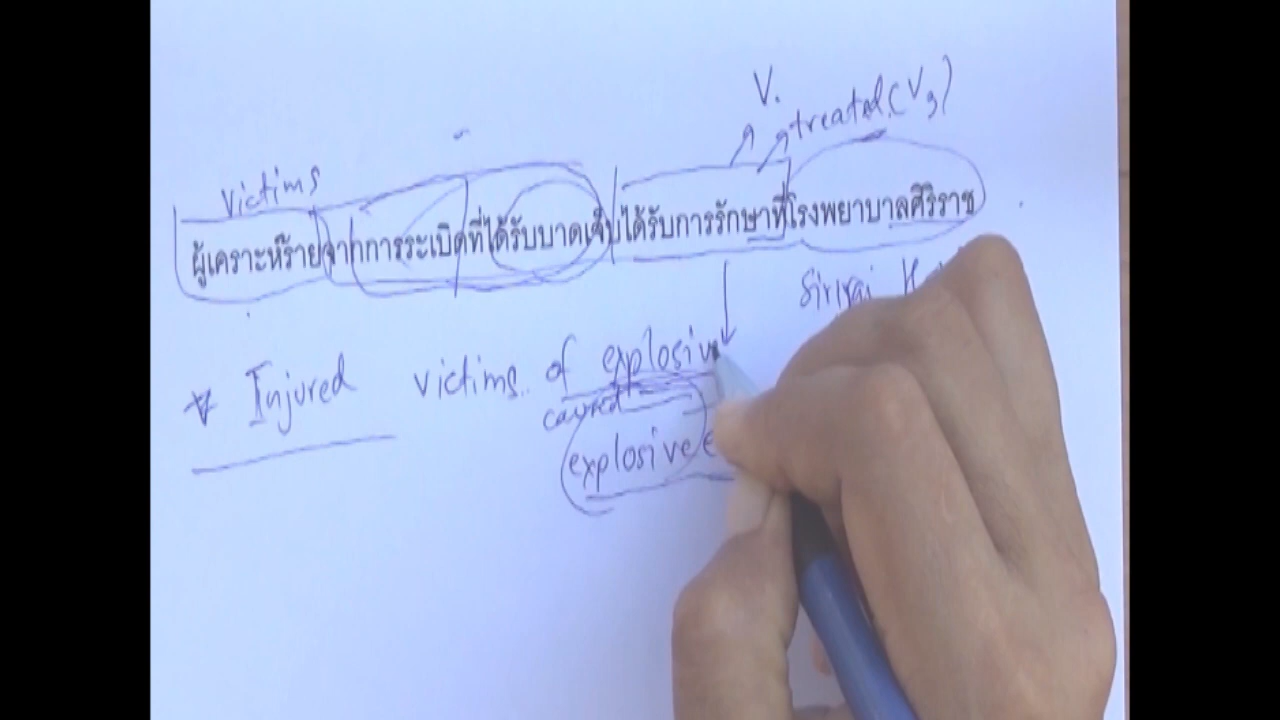 V.
treated (V3)
victims
ผู้เคราะห์ร้ายจากการระเบิดที่ได้รับบาดเจ็บได้รับการรักษาที่โรงพยาบาลศิริราช
Siriraj H
Injured victims of explosiv
caused
explosive e